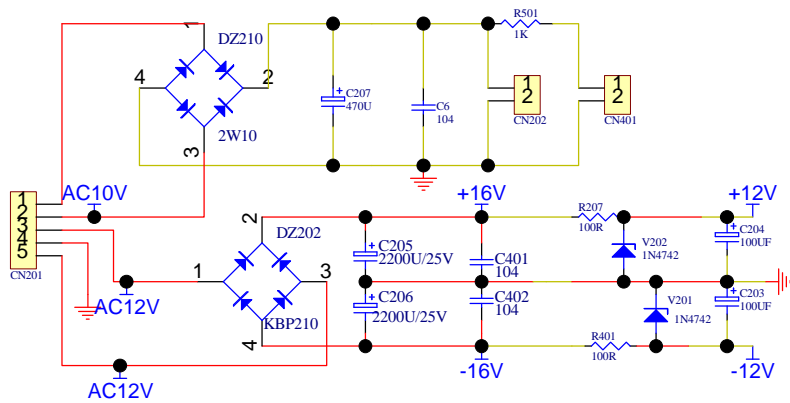 R501
1K
1
DZ210
4
2
C207
470U
C6
104
1
2
CN202
1
2
CN401
2W10
3
1
2
3
4
5
CN201
AC10V
+16V
+12V
2
DZ202
R207
100R
C204
100UF
C205
2200U/25V
V202
1N4742
C401
104
1
3
AC12V
C206
2200U/25V
C402
104
V201
1N4742
C203
100UF
KBP210
4
R401
100R
AC12V
-16V
-12V